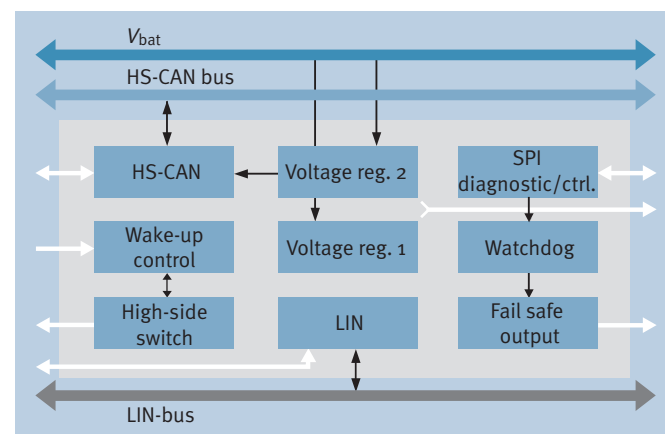 Vbat
HS-CAN bus
HS-CAN
Voltage reg. 2
SPI
diagnostic/ctrl.
Wake-up
control
Voltage reg. 1
Watchdog
High-side
switch
LIN
Fail safe
output
LIN-bus